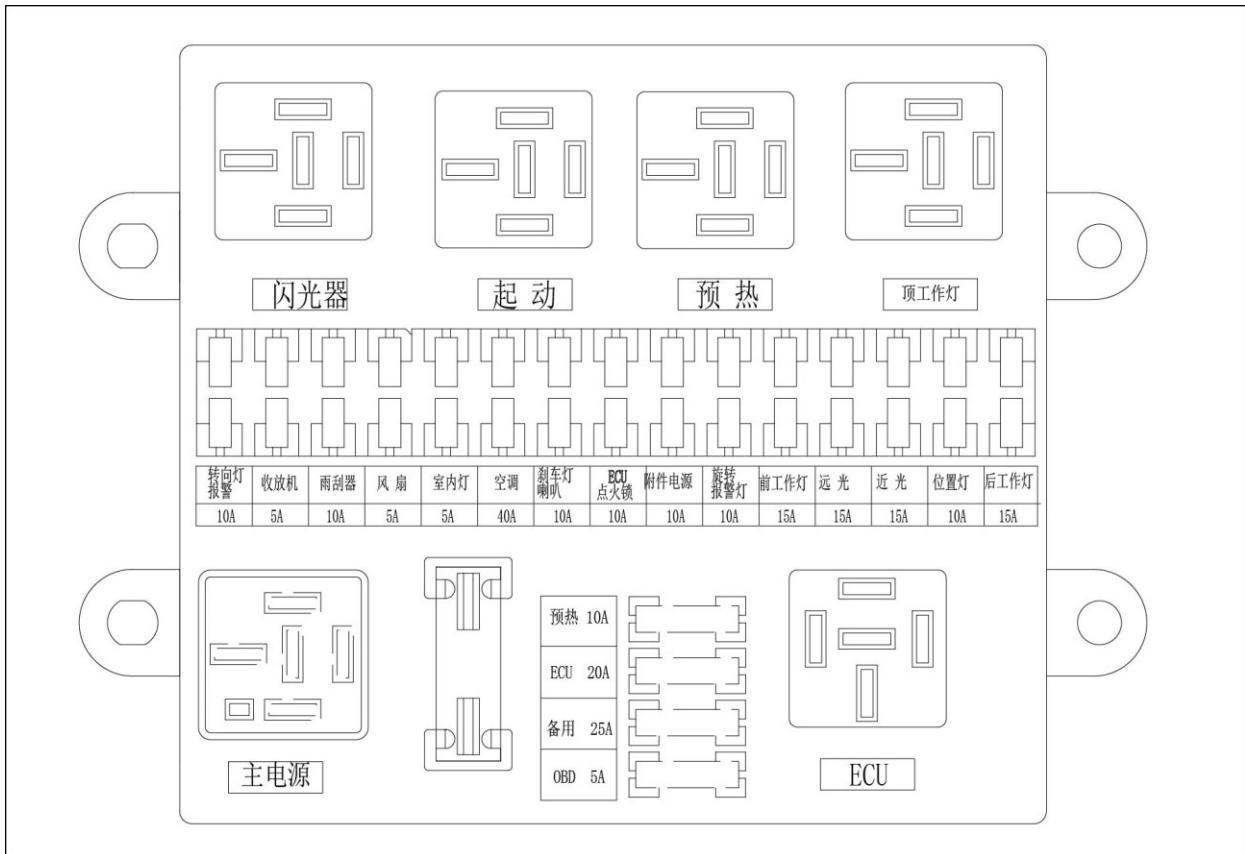 闪光器
起 动
预 热
顶工作灯
转向灯
报警
收放机
雨刮器
风 扇
室内灯
空调
刹车灯
喇叭
ECU
点火锁
附件电源
旋转
报警灯
前工作灯
远 光
近 光
位置灯
后工作灯
10A
5A
10A
5A
5A
40A
10A
10A
10A
10A
15A
15A
15A
10A
15A
预热 10A
ECU 20A
备用 25A
OBD 5A
主电源
ECU